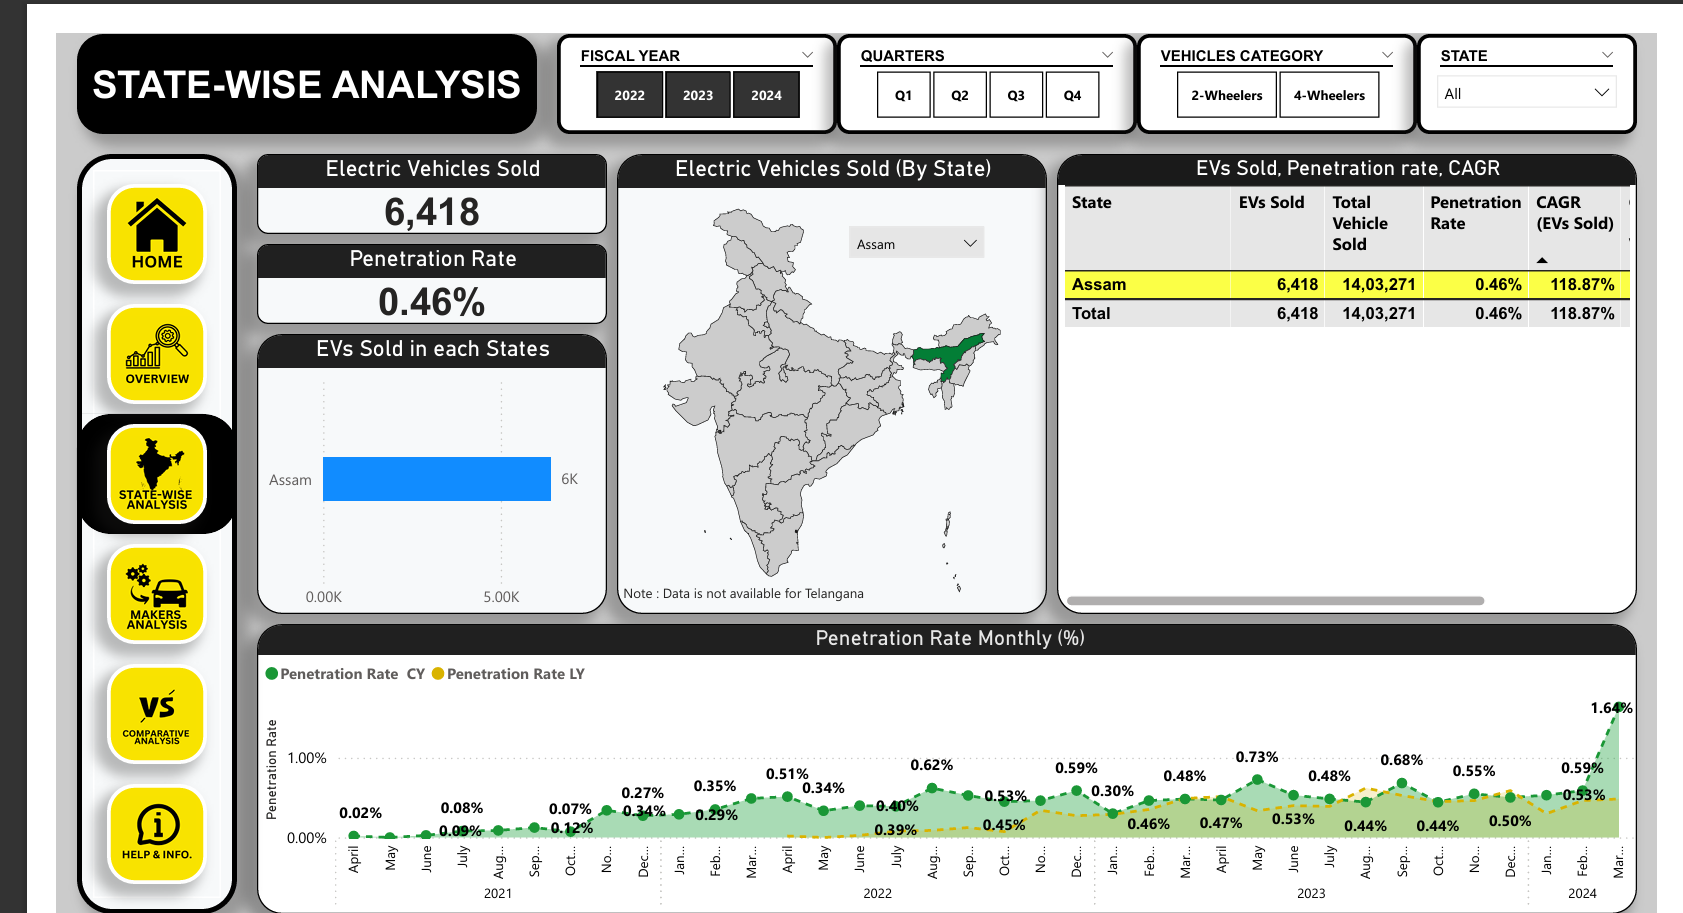 STATE-WISE ANALYSIS
FISCAL YEAR
2022 2023 2024
QUARTERS
Q1 Q2 Q3 Q4
VEHICLES CATEGORY
2-Wheelers 4-Wheelers
STATE
All
HOME
OVERVIEW
STATE-WISE
ANALYSIS
MAKERS
ANALYSIS
VS
COMPARATIVE
ANALYSIS
HELP & INFO.
Electric Vehicles Sold
6,418
Penetration Rate
0.46%
EVs Sold in each States
Assam 6K
0.00K 5.00K
Electric Vehicles Sold (By State)
Assam
Note : Data is not available for Telangana
EVs Sold, Penetration rate, CAGR
State EVs Sold Total Vehicle Sold Penetration Rate CAGR (EVs Sold)
Assam 6,418 14,03,271 0.46% 118.87%
Total 6,418 14,03,271 0.46% 118.87%
Penetration Rate Monthly (%)
Penetration Rate CY Penetration Rate LY
Penetration Rate
1.00%
0.00%
0.02% 0.08% 0.09% 0.07% 0.12% 0.27% 0.34% 0.35% 0.29% 0.51% 0.34% 0.40% 0.39% 0.62% 0.53% 0.45% 0.59% 0.30% 0.46% 0.48% 0.47% 0.73% 0.53% 0.48% 0.44% 0.68% 0.44% 0.55% 0.50% 0.59% 0.53% 1.64%
April May June July Aug... Sep... Oct... No... Dec... Jan... Feb... Mar... April May June July Aug... Sep... Oct... No... Dec... Jan... Feb... Mar... April May June July Aug... Sep... Oct... No... Dec... Jan... Feb... Mar...
2021 2022 2023 2024